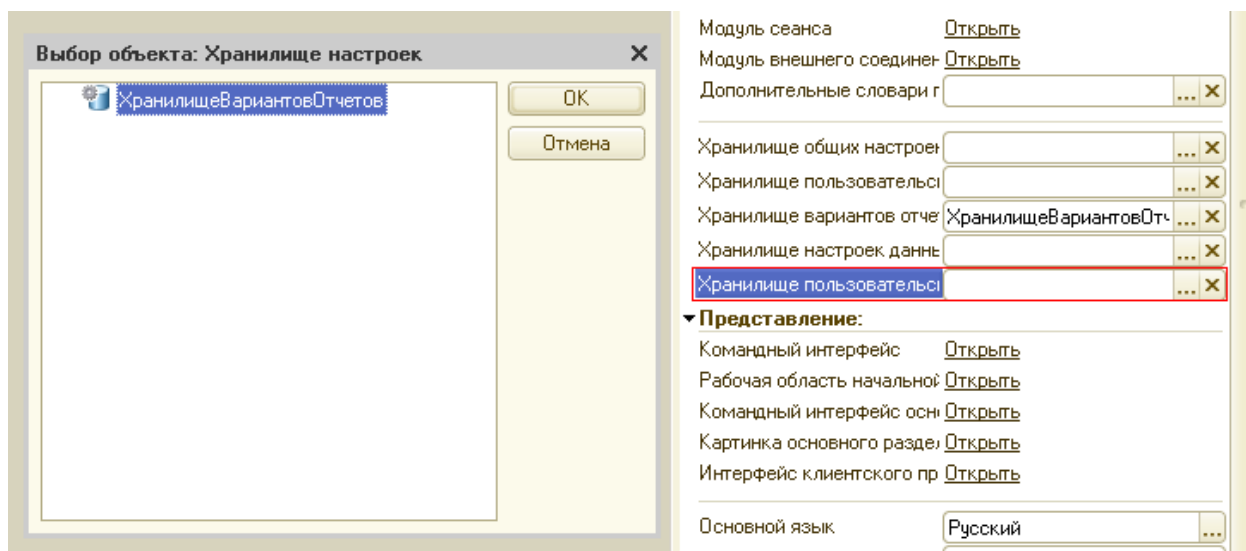 Выбор объекта: Хранилище настроек
ХранилищеВариантовОтчетов
ОК
Отмена
Модуль сеанса Открыть
Модуль внешнего соединен Открыть
Дополнительные словари п ...
Хранилище общих настроек ...
Хранилище пользовательс ...
Хранилище вариантов отче ХранилищеВариантовОтч ...
Хранилище настроек данны ...
Хранилище пользовательс ...
Представление:
Командный интерфейс Открыть
Рабочая область начальной Открыть
Командный интерфейс осн Открыть
Картинка основного раздел Открыть
Интерфейс клиентского пр Открыть
Основной язык Русский ...